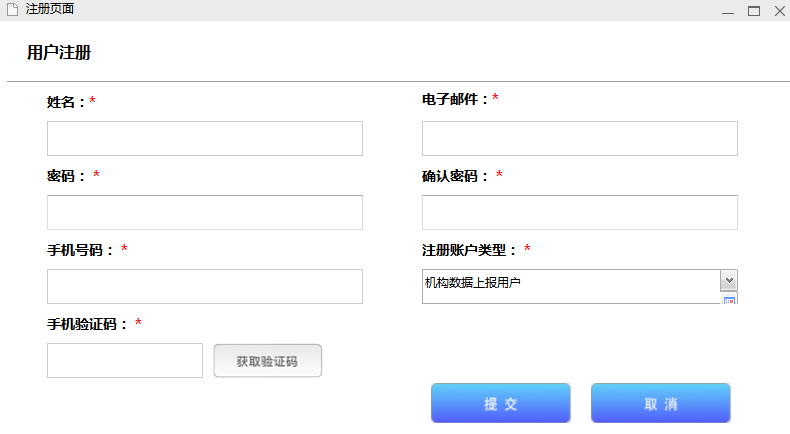 注册页面
用户注册
姓名：*
电子邮件：*
密码： *
确认密码： *
手机号码： *
注册账户类型： *
机构数据上报用户
手机验证码： *
获取验证码
提 交
取 消